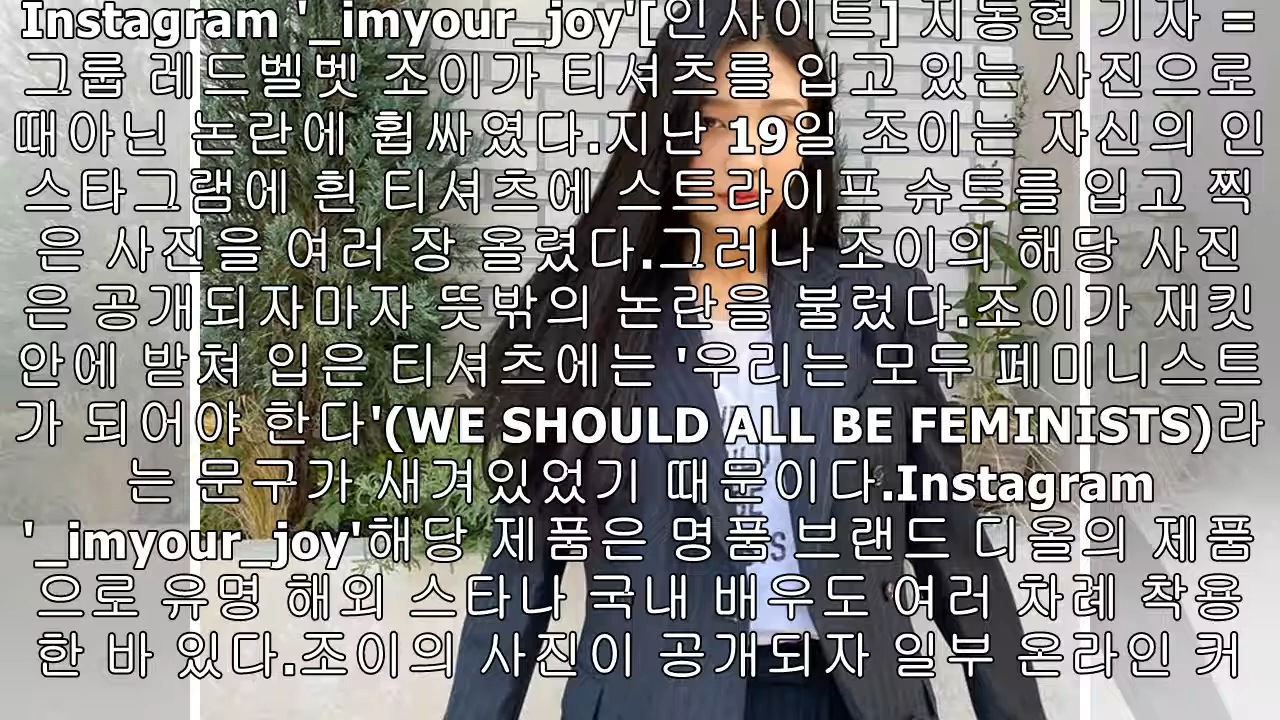 Instagram '_imyour_joy'[인사이트] 지동현 기자 =
그룹 레드벨벳 조이가 티셔츠를 입고 있는 사진으로
때아닌 논란에 휩싸였다.지난 19일 조이는 자신의 인
스타그램에 흰 티셔츠에 스트라이프 슈트를 입고 찍
은 사진을 여러 장 올렸다.그러나 조이의 해당 사진
은 공개되자마자 뜻밖의 논란을 불렀다.조이가 재킷
안에 받쳐 입은 티셔츠에는 '우리는 모두 페미니스트
가 되어야 한다'(WE SHOULD ALL BE FEMINISTS)라
는 문구가 새겨있었기 때문이다.Instagram
'_imyour_joy'해당 제품은 명품 브랜드 디올의 제품
으로 유명 해외 스타나 국내 배우도 여러 차례 착용
한 바 있다.조이의 사진이 공개되자 일부 온라인 커